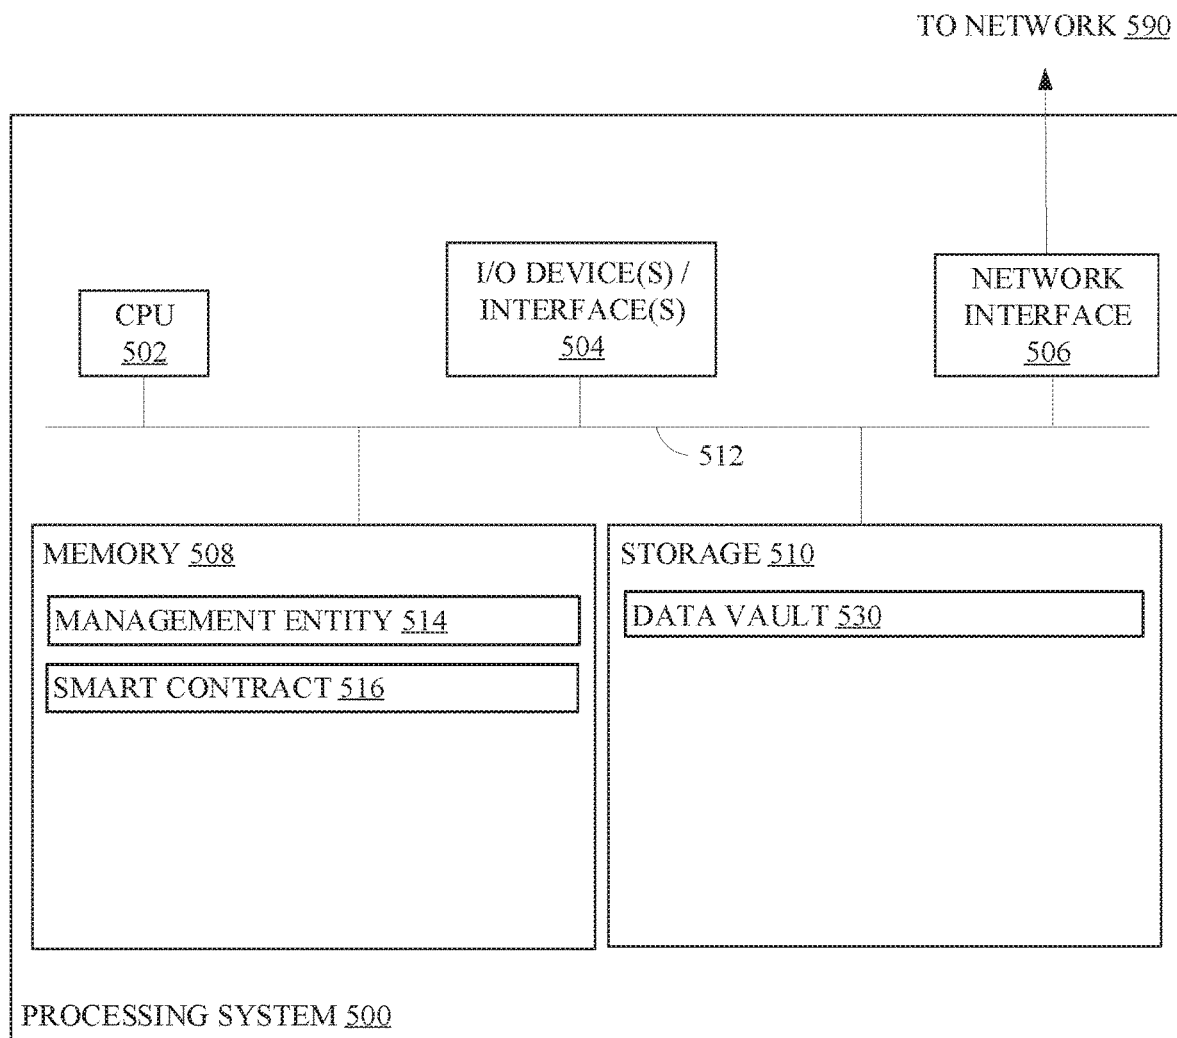 TO NETWORK 590
CPU
502
I/O DEVICE(S) /
INTERFACE(S)
504
NETWORK
INTERFACE
506
512
MEMORY 508
MANAGEMENT ENTITY 514
SMART CONTRACT 516
STORAGE 510
DATA VAULT 530
PROCESSING SYSTEM 500